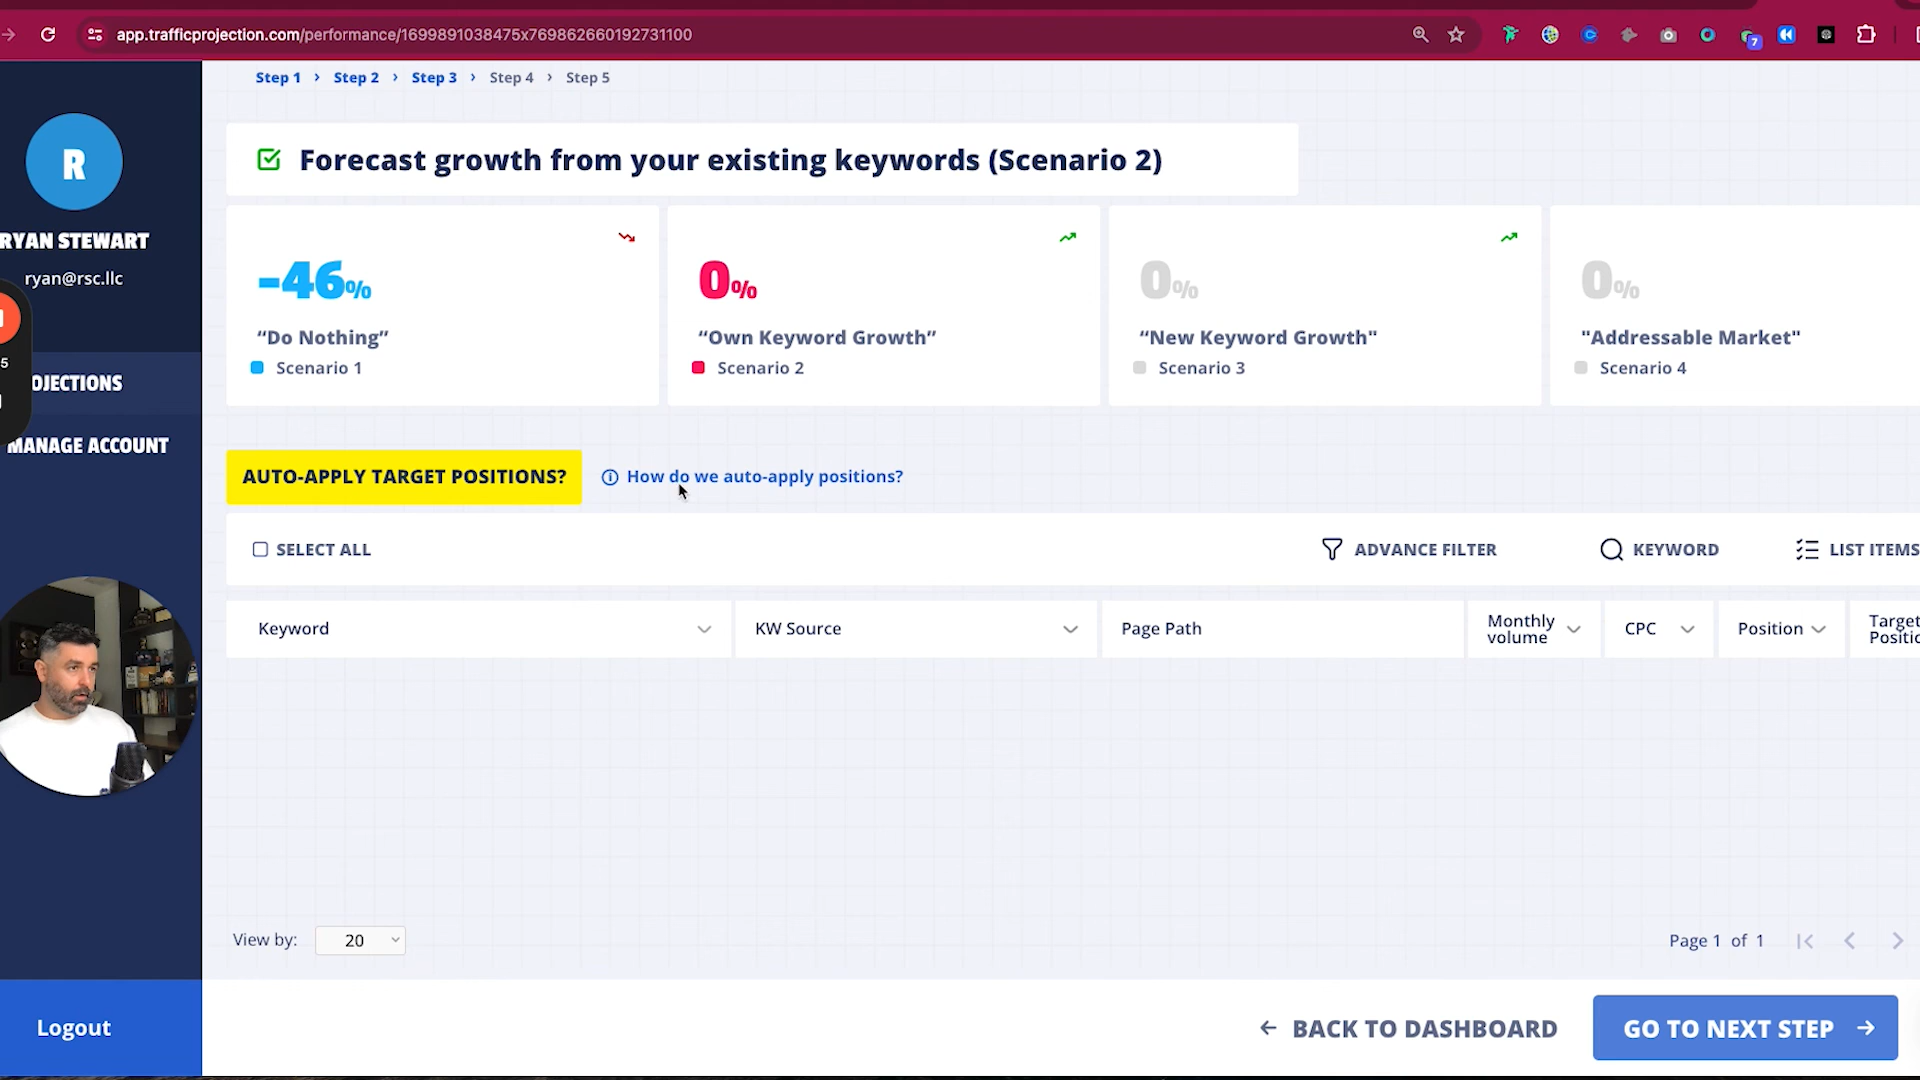 app.trafficprojection.com/performance/1699891038475x769862660192731100
7
Step 1 > Step 2 > Step 3 > Step 4 > Step 5
R
RYAN STEWART
ryan@rsc.llc
5
OJECTIONS
MANAGE ACCOUNT
Logout
Forecast growth from your existing keywords (Scenario 2)
-46%
“Do Nothing”
Scenario 1
0%
“Own Keyword Growth”
Scenario 2
0%
“New Keyword Growth"
Scenario 3
0%
"Addressable Market"
Scenario 4
AUTO-APPLY TARGET POSITIONS?
How do we auto-apply positions?
SELECT ALL
ADVANCE FILTER
KEYWORD
LIST ITEMS
Keyword
KW Source
Page Path
Monthly
volume
CPC
Position
Target
Positio
View by: 20
Page 1 of 1
← BACK TO DASHBOARD
GO TO NEXT STEP →